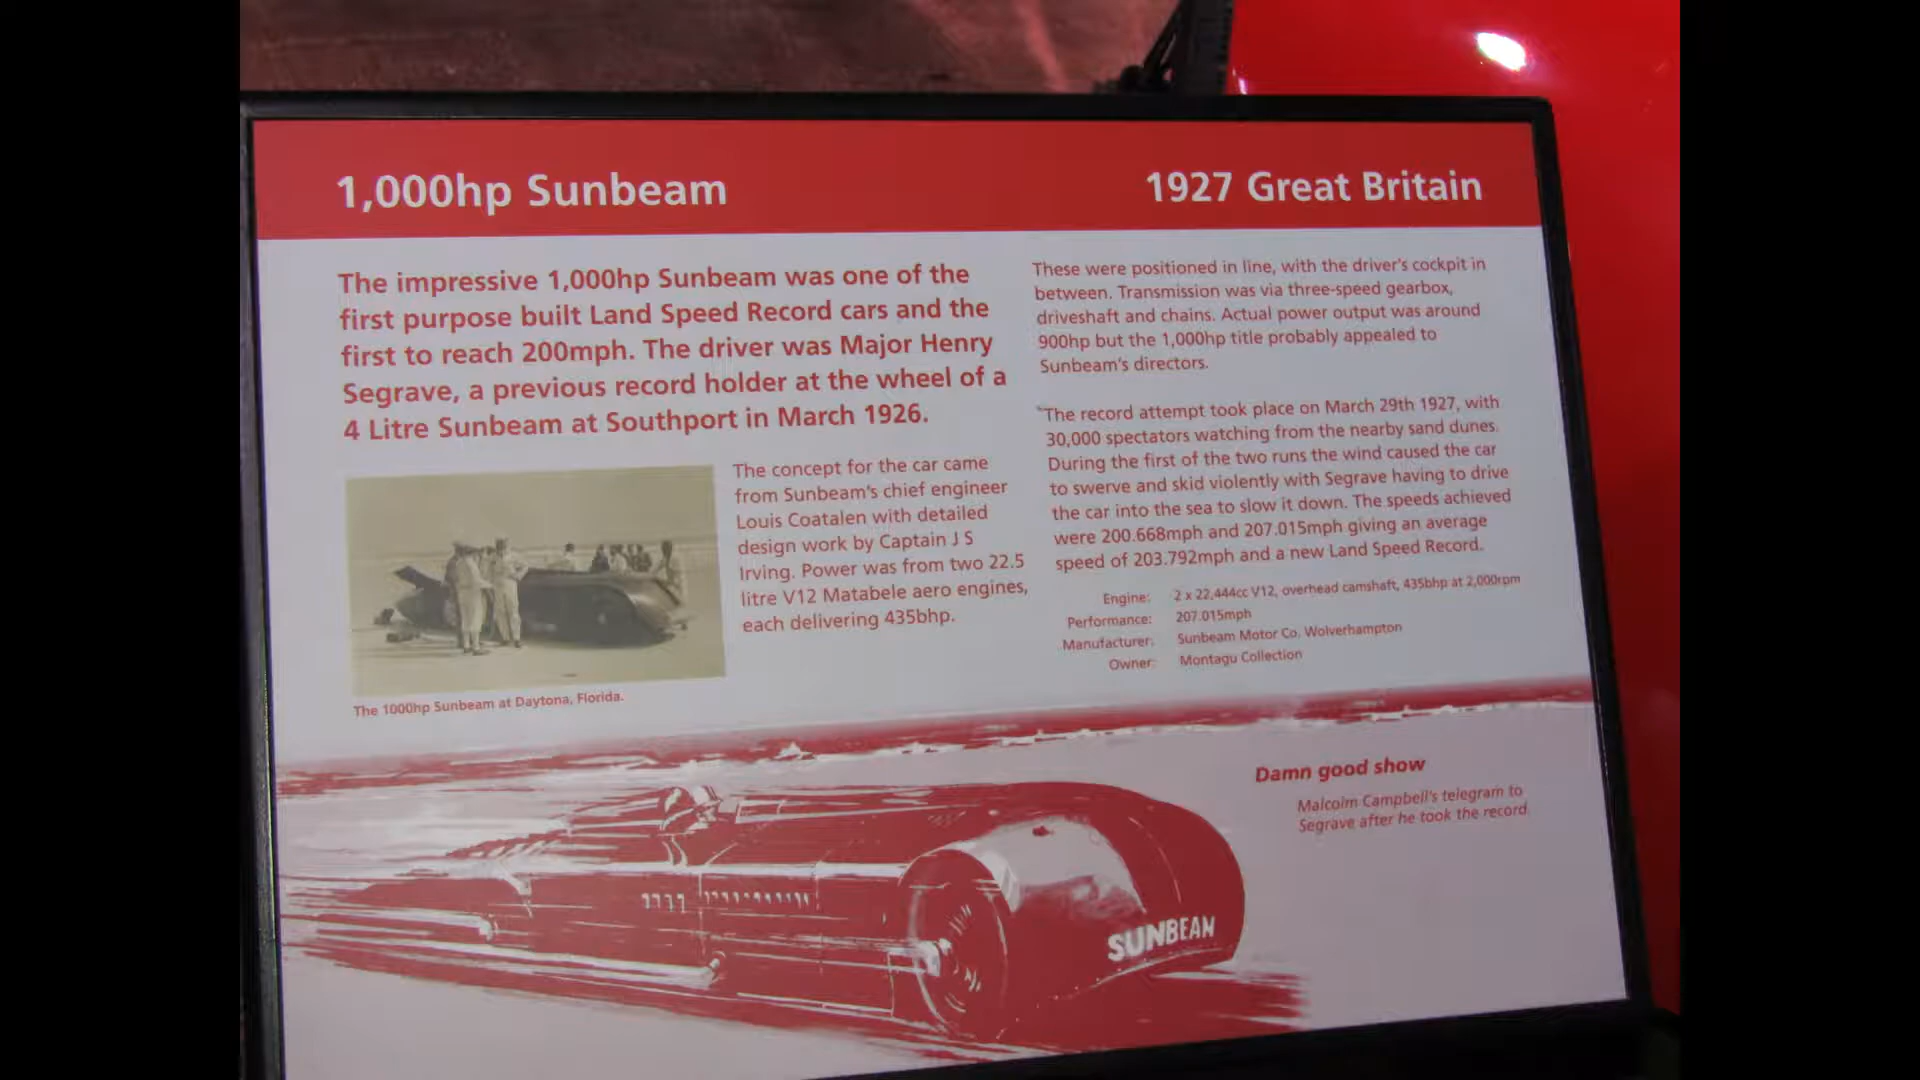 1,000hp Sunbeam
1927 Great Britain
The impressive 1,000hp Sunbeam was one of the
first purpose built Land Speed Record cars and the
first to reach 200mph. The driver was Major Henry
Segrave, a previous record holder at the wheel of a
4 Litre Sunbeam at Southport in March 1926.
The concept for the car came
from Sunbeam's chief engineer
Louis Coatalen with detailed
design work by Captain J S
Irving. Power was from two 22.5
litre V12 Matabele aero engines,
each delivering 435bhp.
The 1000hp Sunbeam at Daytona, Florida.
These were positioned in line, with the driver's cockpit in
between. Transmission was via three-speed gearbox,
driveshaft and chains. Actual power output was around
900hp but the 1,000hp title probably appealed to
Sunbeam's directors.
The record attempt took place on March 29th 1927, with
30,000 spectators watching from the nearby sand dunes.
During the first of the two runs the wind caused the car
to swerve and skid violently with Segrave having to drive
the car into the sea to slow it down. The speeds achieved
were 200.668mph and 207.015mph giving an average
speed of 203.792mph and a new Land Speed Record.
Engine: 2 x 22,444cc V12, overhead camshaft, 435bhp at 2,000rpm
Performance: 207.015mph
Manufacturer: Sunbeam Motor Co. Wolverhampton
Owner: Montagu Collection
Damn good show
Malcolm Campbell's telegram to
Segrave after he took the record.
SUNBEAM